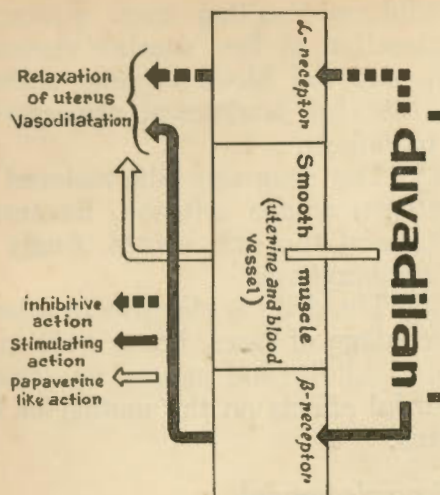 Relaxation
of uterus
Vasodilatation
inhibitive
action
Stimulating
action
papaverine
like action
α-receptor
Smooth muscle
(uterine and blood
vessel)
β-receptor
duvadilan